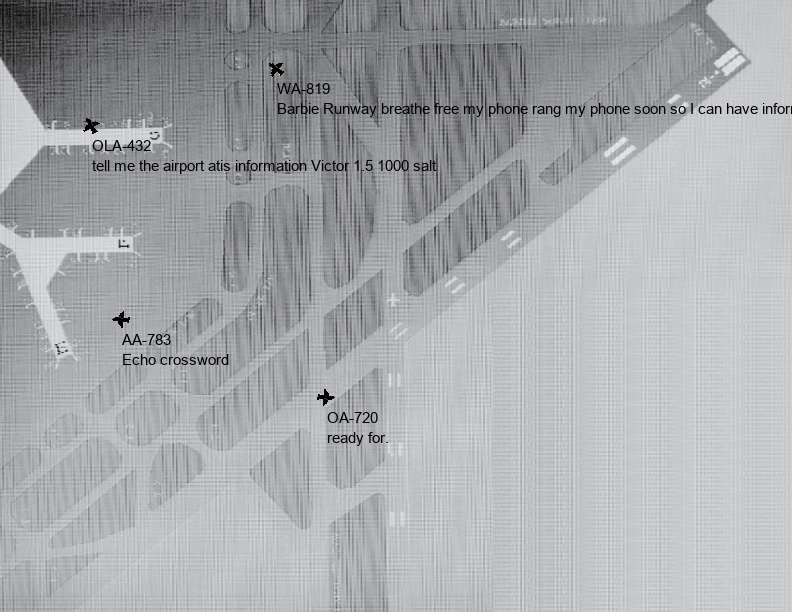 WA-819
Barbie Runway breathe free my phone rang my phone soon so I can have infor
OLA-432
tell me the airport atis information Victor 1.5 1000 salt
AA-783
Echo crossword
OA-720
ready for.